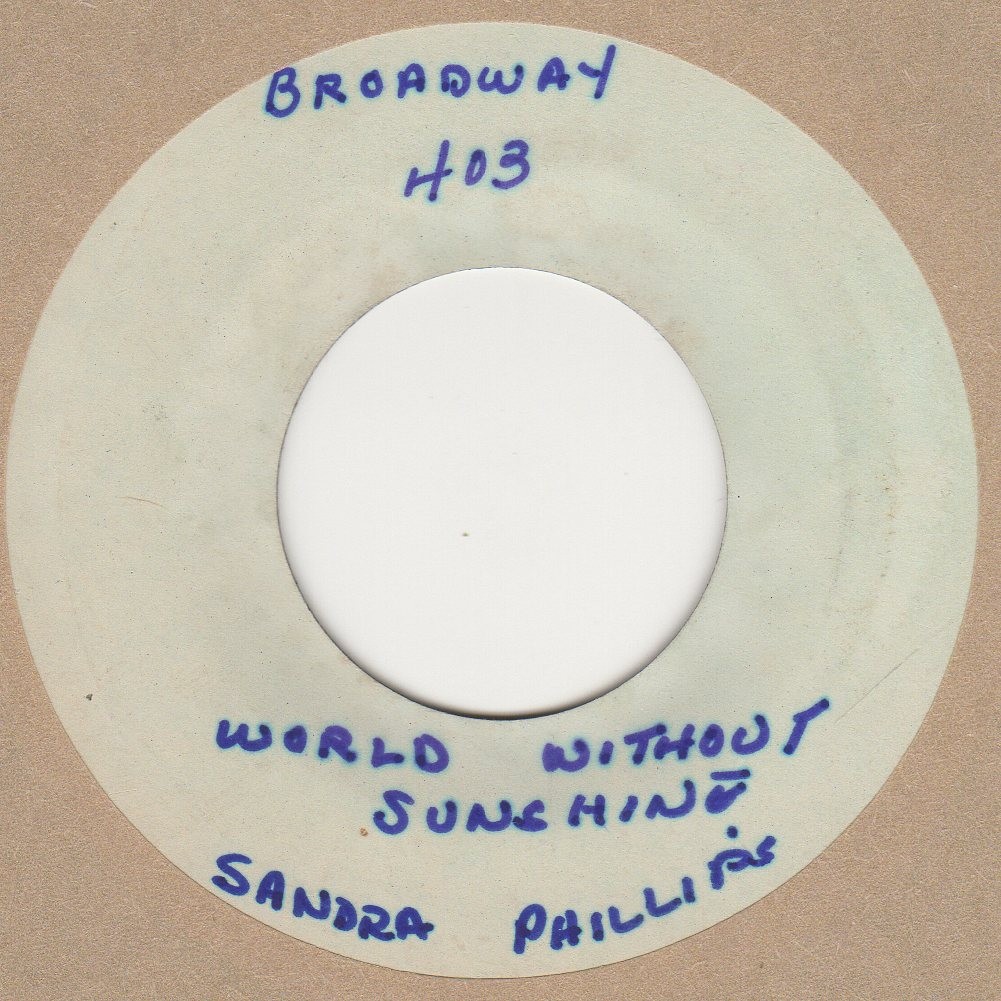 BROADWAY
403
WORLD WITHOUT
SUNSHINE
SANDRA PHILLIPS